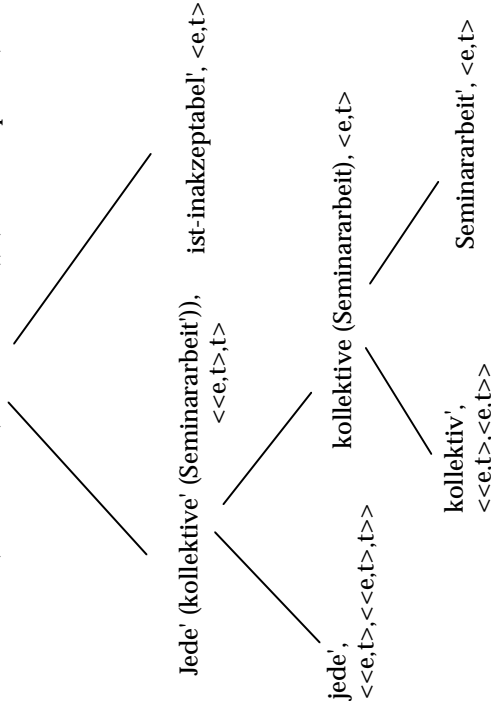 Jede' (kollektive' (Seminararbeit')),
<<e,t>,t>
ist-inakzeptabel', <e,t>
jede',
<<e,t>,<<e,t>,t>>
kollektive (Seminararbeit), <e,t>
kollektiv',
<<e,t>,<e,t>>
Seminararbeit', <e,t>